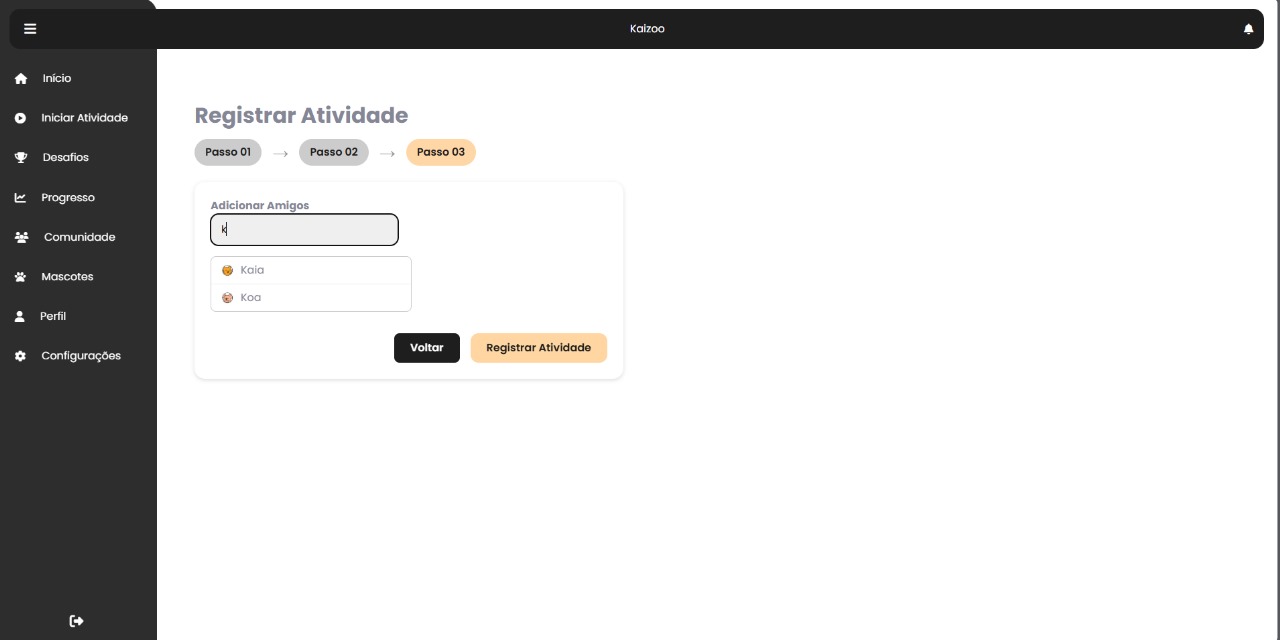 Kaizoo
Início
Iniciar Atividade
Desafios
Progresso
Comunidade
Mascotes
Perfil
Configurações
Registrar Atividade
Passo 01 → Passo 02 → Passo 03
Adicionar Amigos
k
Kaia
Koa
Voltar Registrar Atividade